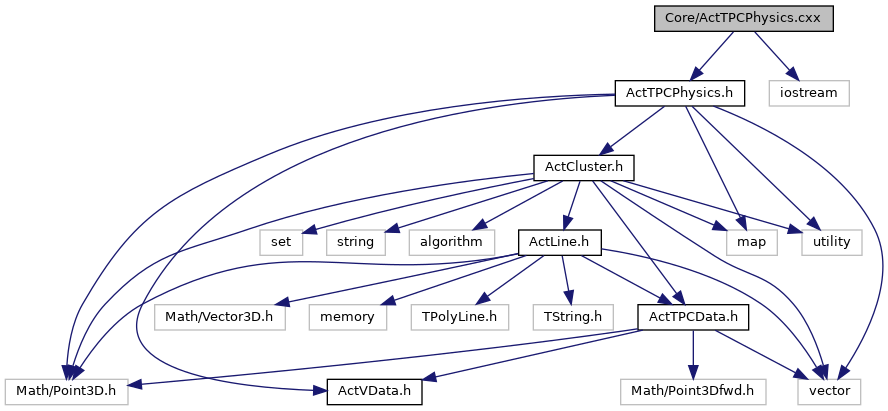 Core/ActTPCPhysics.cxx
ActTPCPhysics.h
iostream
ActCluster.h
set
string
algorithm
ActLine.h
map
utility
Math/Vector3D.h
memory
TPolyLine.h
TString.h
ActTPCData.h
Math/Point3D.h
ActVData.h
Math/Point3Dfwd.h
vector